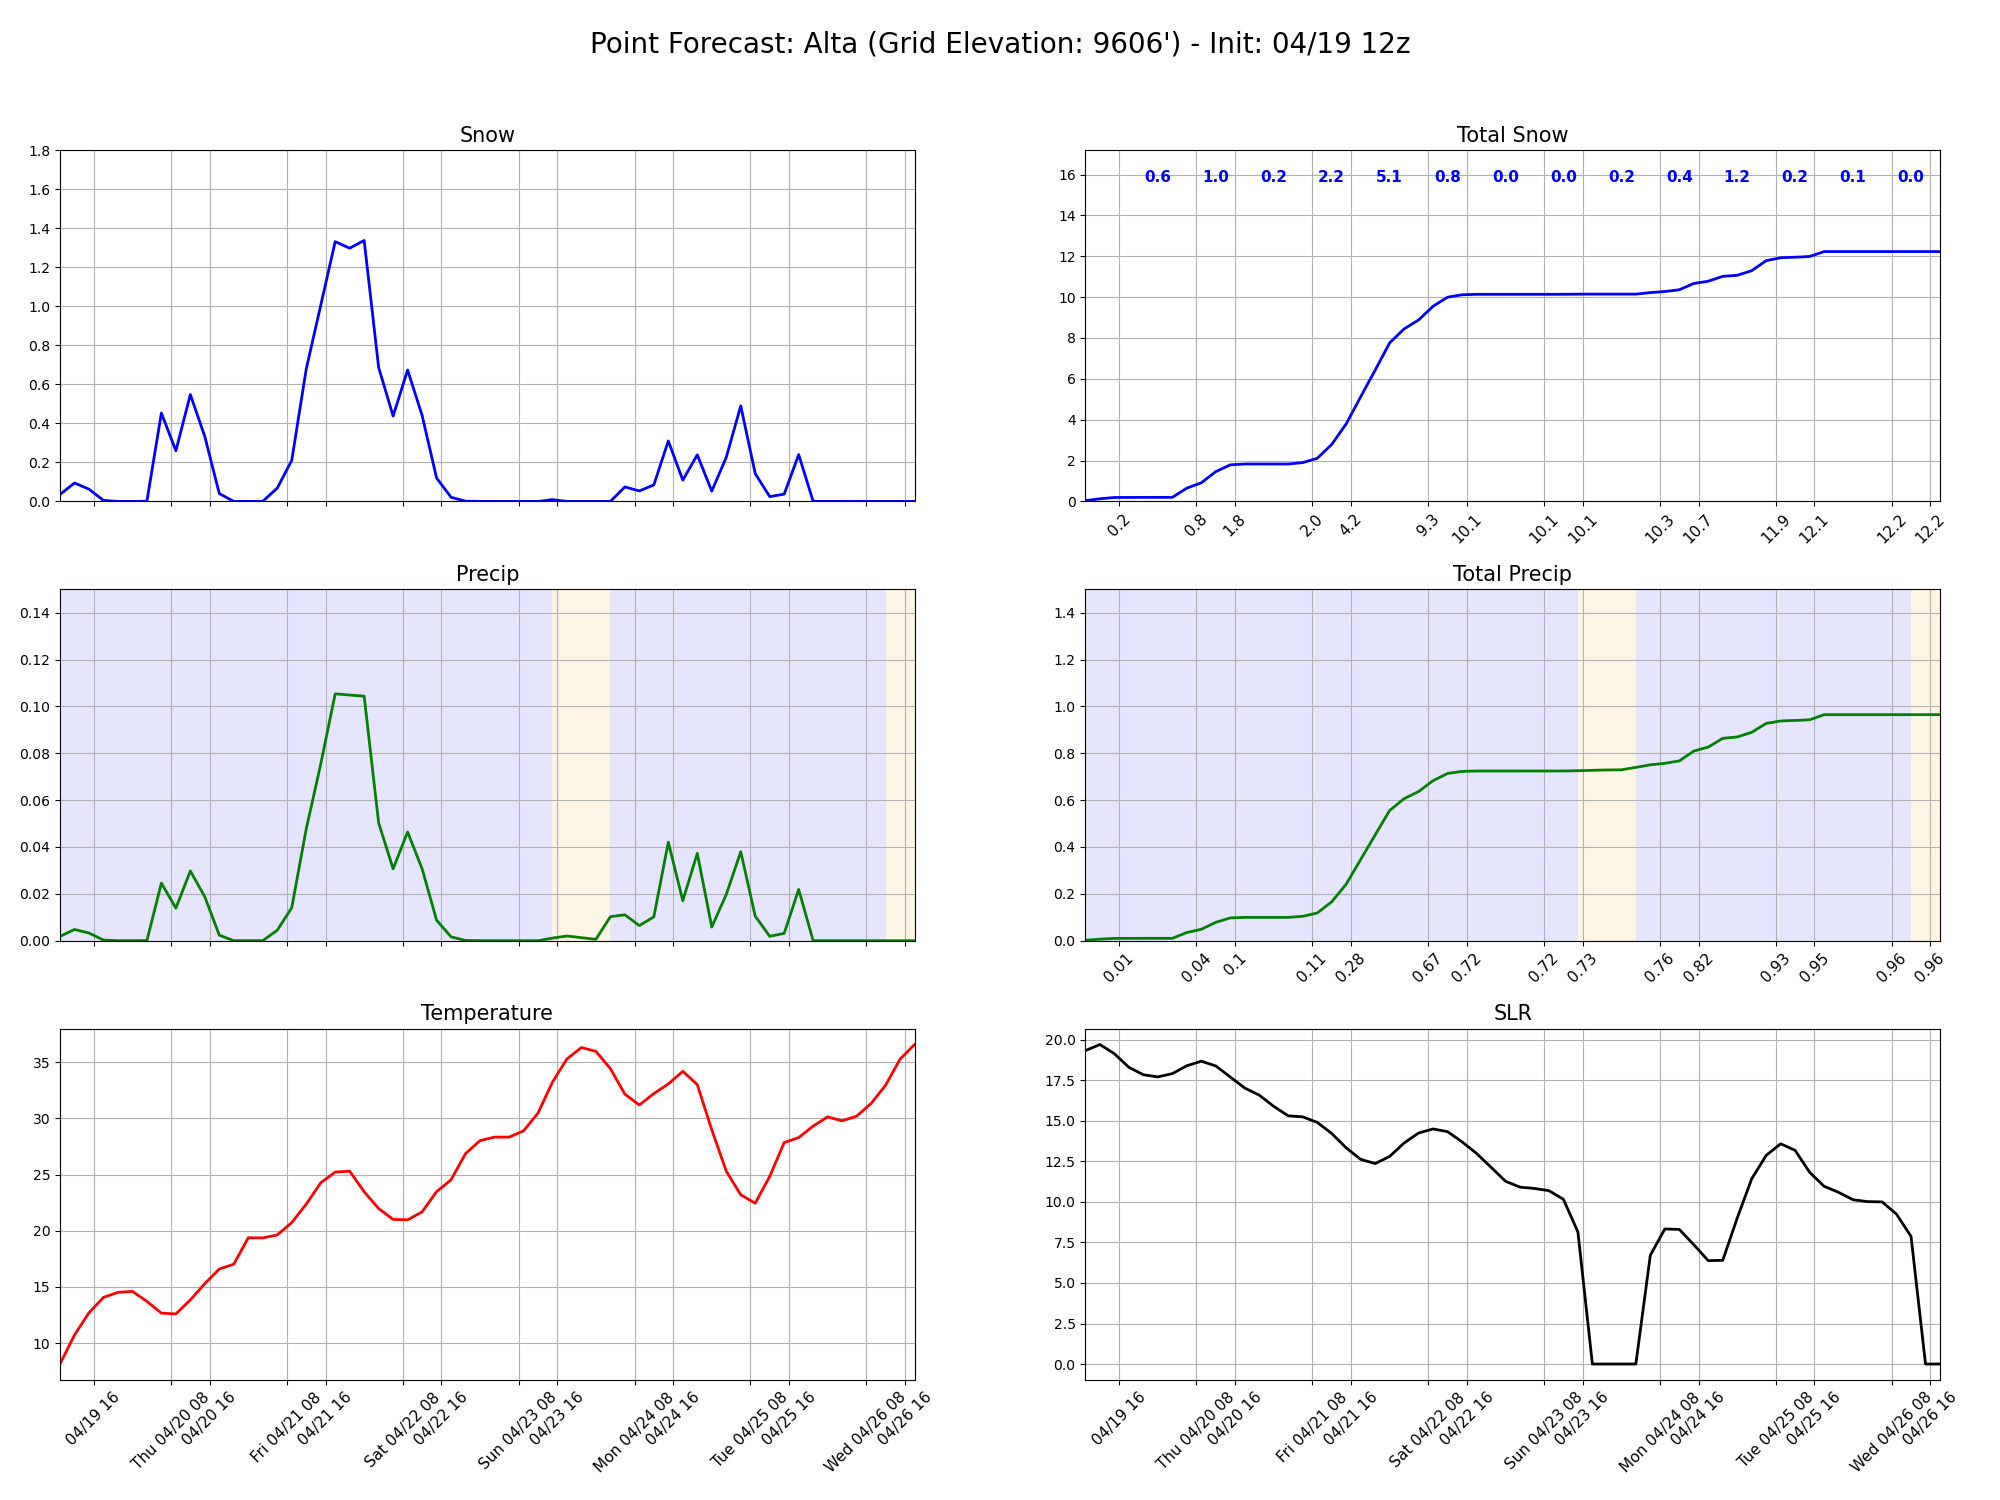 Point Forecast: Alta (Grid Elevation: 9606') - Init: 04/19 12z
Snow
1.8
1.6
1.4
1.2
1.0
0.8
0.6
0.4
0.2
0.0
Total Snow
0.6 1.0 0.2 2.2 5.1 0.8 0.0 0.0 0.2 0.4 1.2 0.2 0.1 0.0
16
14
12
10
8
6
4
2
0
0.2 0.8 1.8 2.0 4.2 9.3 10.1 10.1 10.1 10.3 10.7 11.9 12.1 12.2 12.2
Precip
0.14
0.12
0.10
0.08
0.06
0.04
0.02
0.00
Total Precip
1.4
1.2
1.0
0.8
0.6
0.4
0.2
0.0
0.01 0.04 0.1 0.11 0.28 0.67 0.72 0.72 0.73 0.76 0.82 0.93 0.95 0.96 0.96
Temperature
35
30
25
20
15
10
04/19 16
Thu 04/20 08
04/20 16
Fri 04/21 08
04/21 16
Sat 04/22 08
04/22 16
Sun 04/23 08
04/23 16
Mon 04/24 08
04/24 16
Tue 04/25 08
04/25 16
Wed 04/26 08
04/26 16
SLR
20.0
17.5
15.0
12.5
10.0
7.5
5.0
2.5
0.0
04/19 16
Thu 04/20 08
04/20 16
Fri 04/21 08
04/21 16
Sat 04/22 08
04/22 16
Sun 04/23 08
04/23 16
Mon 04/24 08
04/24 16
Tue 04/25 08
04/25 16
Wed 04/26 08
04/26 16